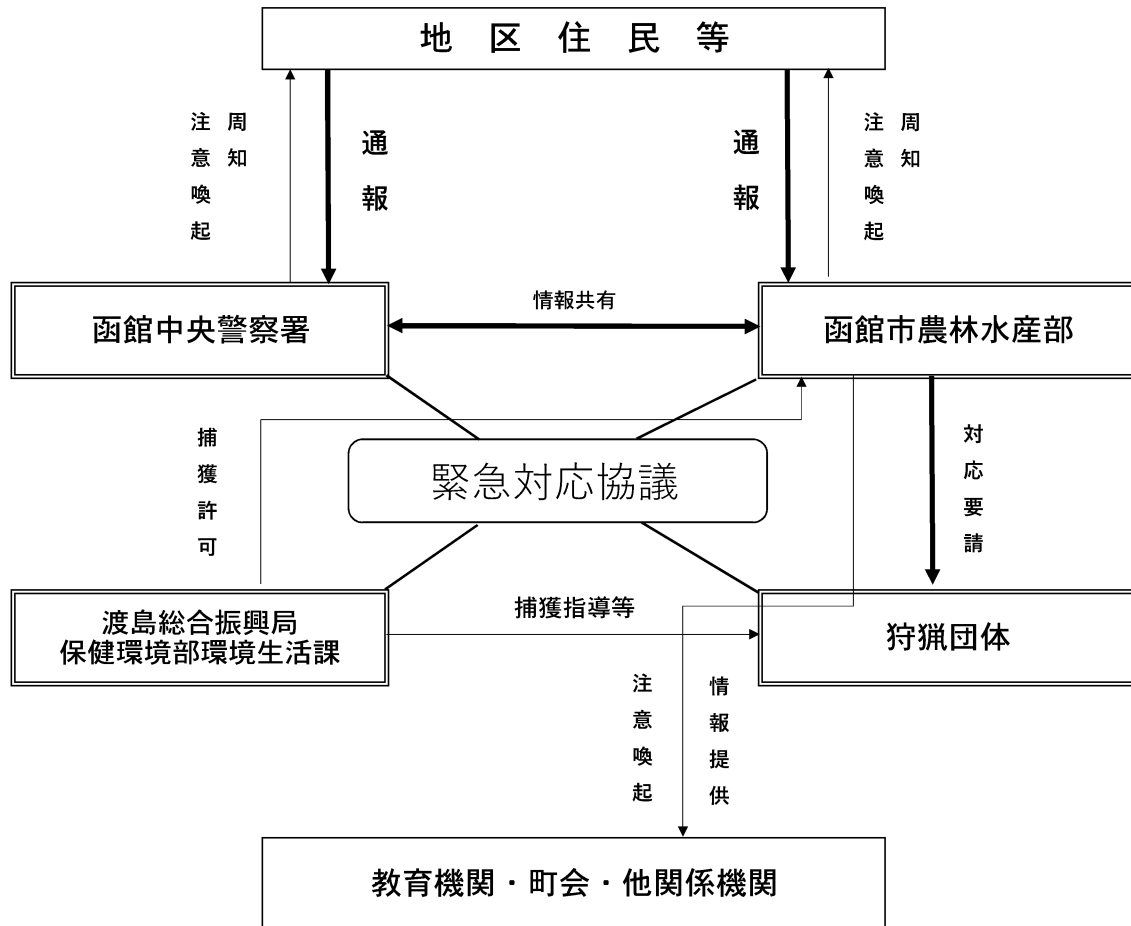 地区住民等
周知
注意喚起
通報
通報
周知
注意喚起
函館中央警察署
情報共有
函館市農林水産部
捕獲許可
緊急対応協議
対応要請
渡島総合振興局
保健環境部環境生活課
捕獲指導等
狩猟団体
注意喚起
情報提供
教育機関・町会・他関係機関